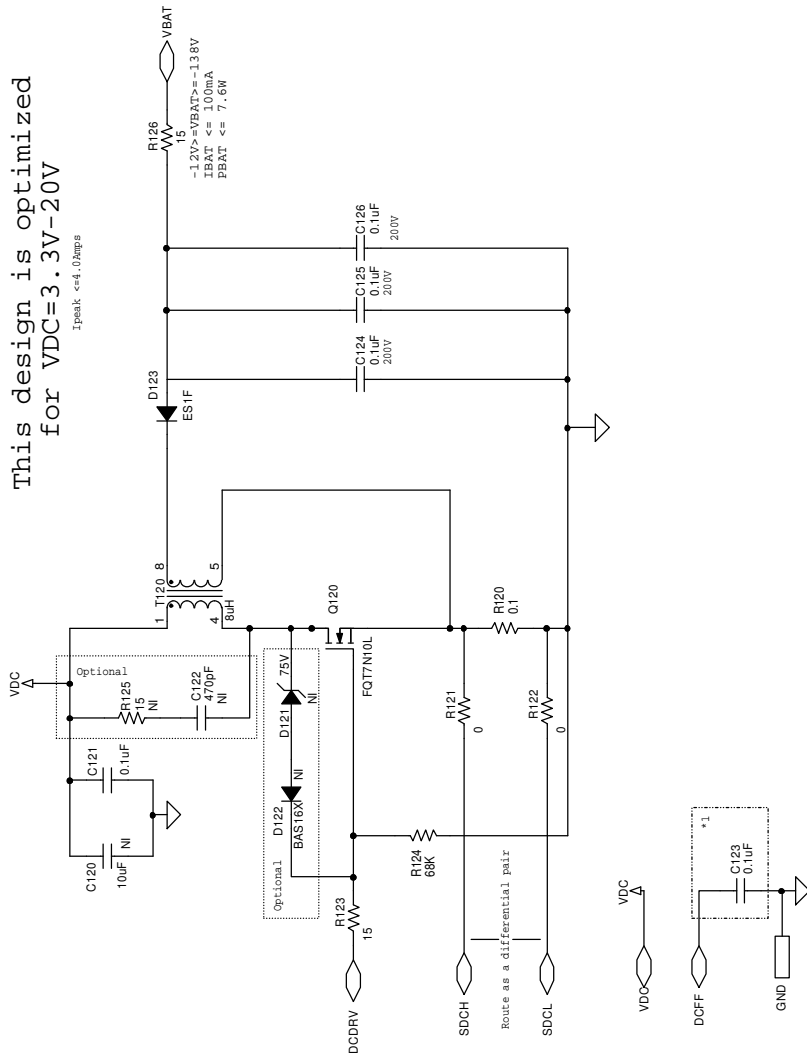 This design is optimized
for VDC=3.3V-20V
Ipeak <=4.0Amps
VDC
VBAT
R126
15
-12V>=VBAT>=-138V
IBAT <= 100mA
PBAT <= 7.6W
D123
ES1F
C124
0.1uF
200V
C125
0.1uF
200V
C126
0.1uF
200V
C120
10uF
NI
C121
0.1uF
Optional
R125
15
NI
C122
470pF
NI
1
T120
8
4
8uH
5
Optional
D122
BAS16X
NI
D121
NI
75V
Q120
FQT7N10L
DCDRV
R123
15
R124
68K
R121
0
R120
0.1
R122
0
SDCH
Route as a differential pair
SDCL
VDC
VDC
DCFF
*1
C123
0.1uF
GND